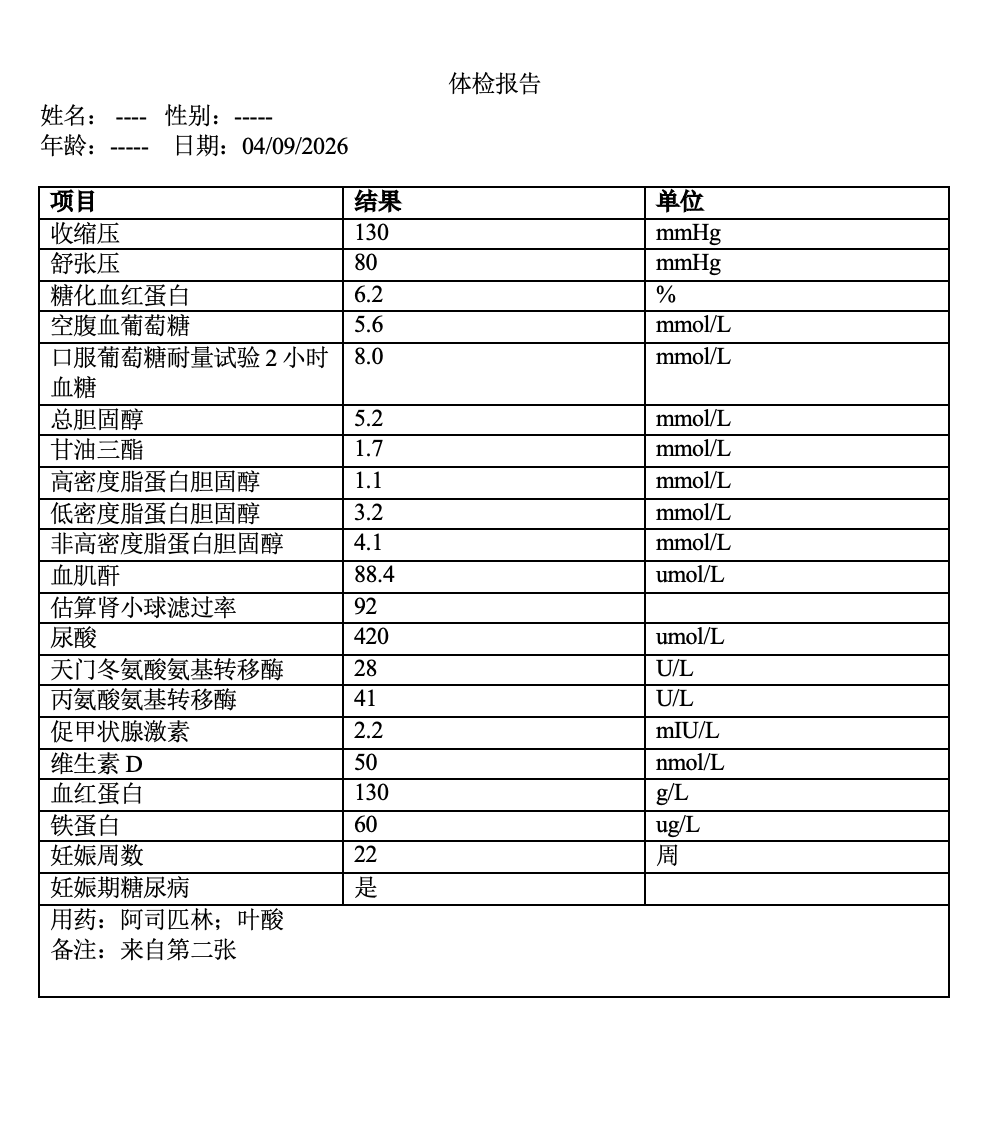 体检报告
姓名： ---- 性别：-----
年龄：----- 日期：04/09/2026
项目 结果 单位
收缩压 130 mmHg
舒张压 80 mmHg
糖化血红蛋白 6.2 %
空腹血葡萄糖 5.6 mmol/L
口服葡萄糖耐量试验 2 小时 8.0 mmol/L
血糖
总胆固醇 5.2 mmol/L
甘油三酯 1.7 mmol/L
高密度脂蛋白胆固醇 1.1 mmol/L
低密度脂蛋白胆固醇 3.2 mmol/L
非高密度脂蛋白胆固醇 4.1 mmol/L
血肌酐 88.4 umol/L
估算肾小球滤过率 92
尿酸 420 umol/L
天门冬氨酸氨基转移酶 28 U/L
丙氨酸氨基转移酶 41 U/L
促甲状腺激素 2.2 mIU/L
维生素 D 50 nmol/L
血红蛋白 130 g/L
铁蛋白 60 ug/L
妊娠周数 22 周
妊娠期糖尿病 是
用药：阿司匹林；叶酸
备注：来自第二张